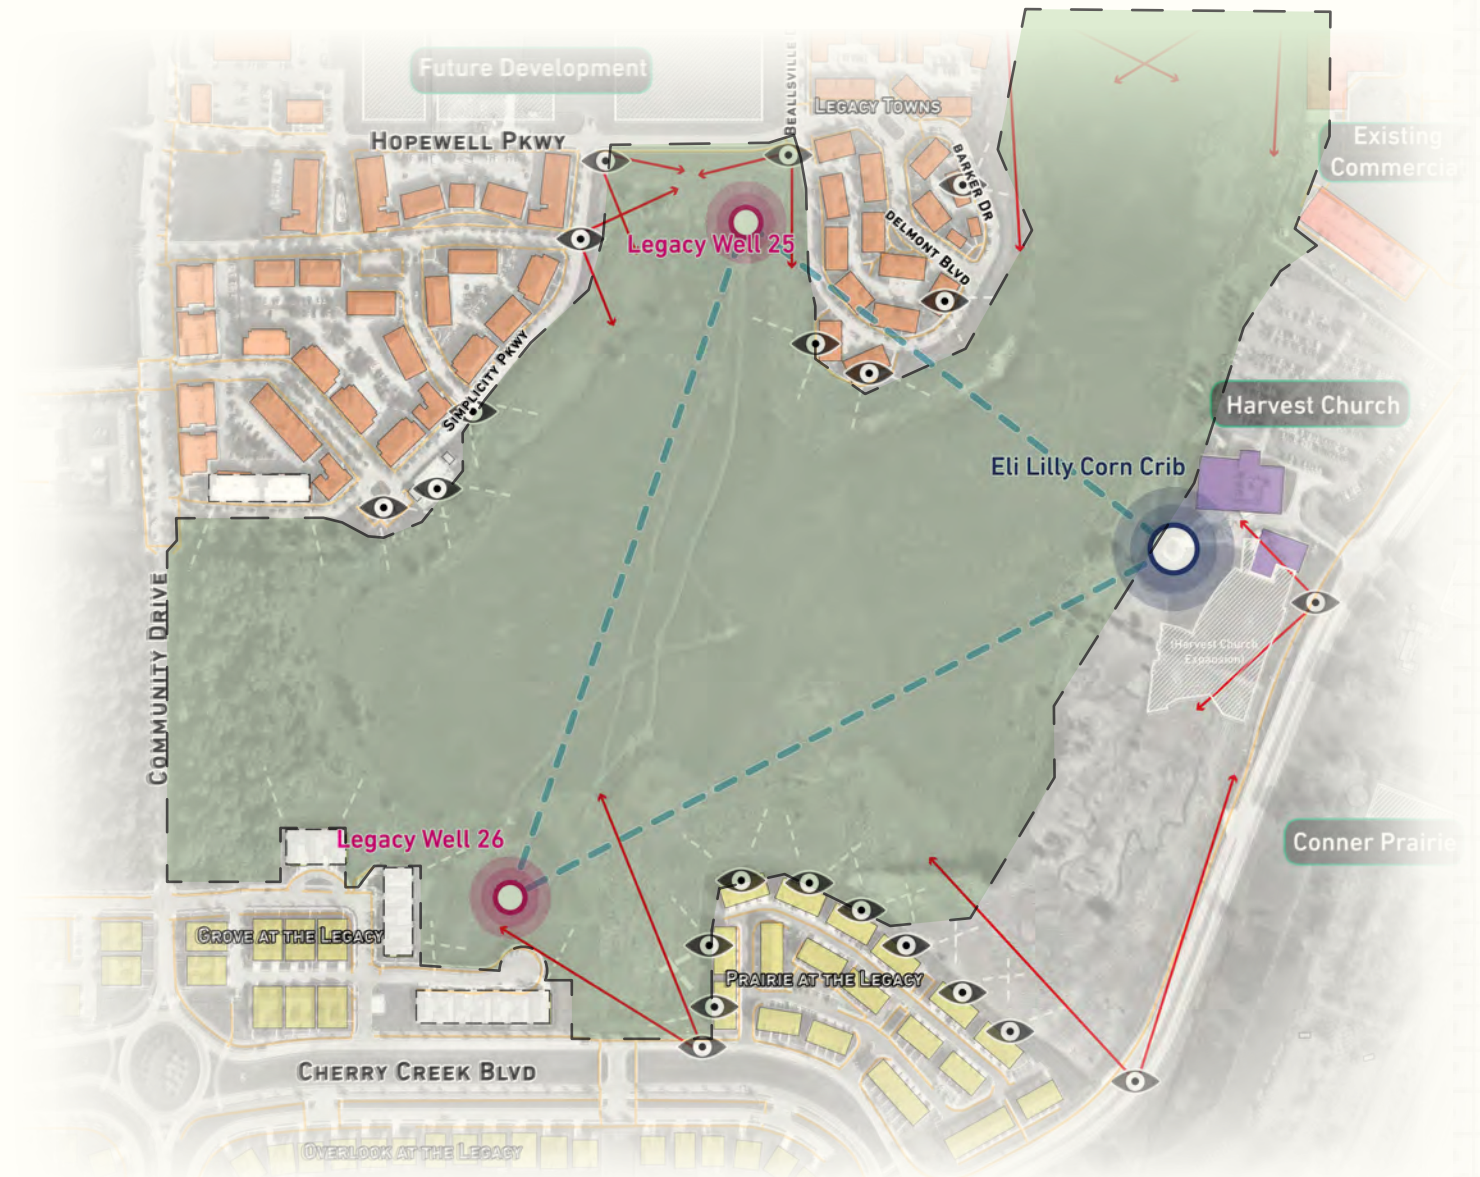 Future Development
BEALLSVILLE
LEGACY TOWNS
HOPEWELL PKWY
BARKER DR
Existing
Commercial
DELMONT BLVD
Legacy Well 25
SIMPLICITY PKWY
Harvest Church
Eli Lilly Corn Crib
COMMUNITY DRIVE
(Harvest Church
Expansion)
Legacy Well 26
Conner Prairie
GROVE AT THE LEGACY
PRAIRIE AT THE LEGACY
CHERRY CREEK BLVD
OVERLOOK AT THE LEGACY